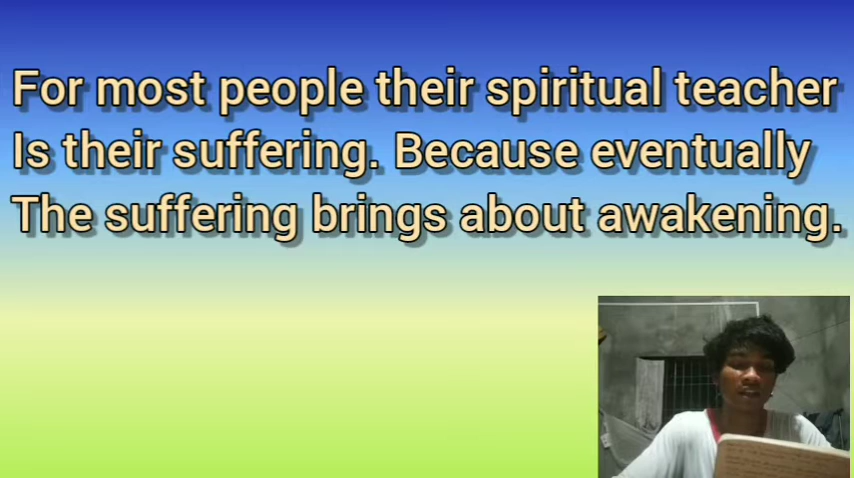 For most people their spiritual teacher
Is their suffering. Because eventually
The suffering brings about awakening.